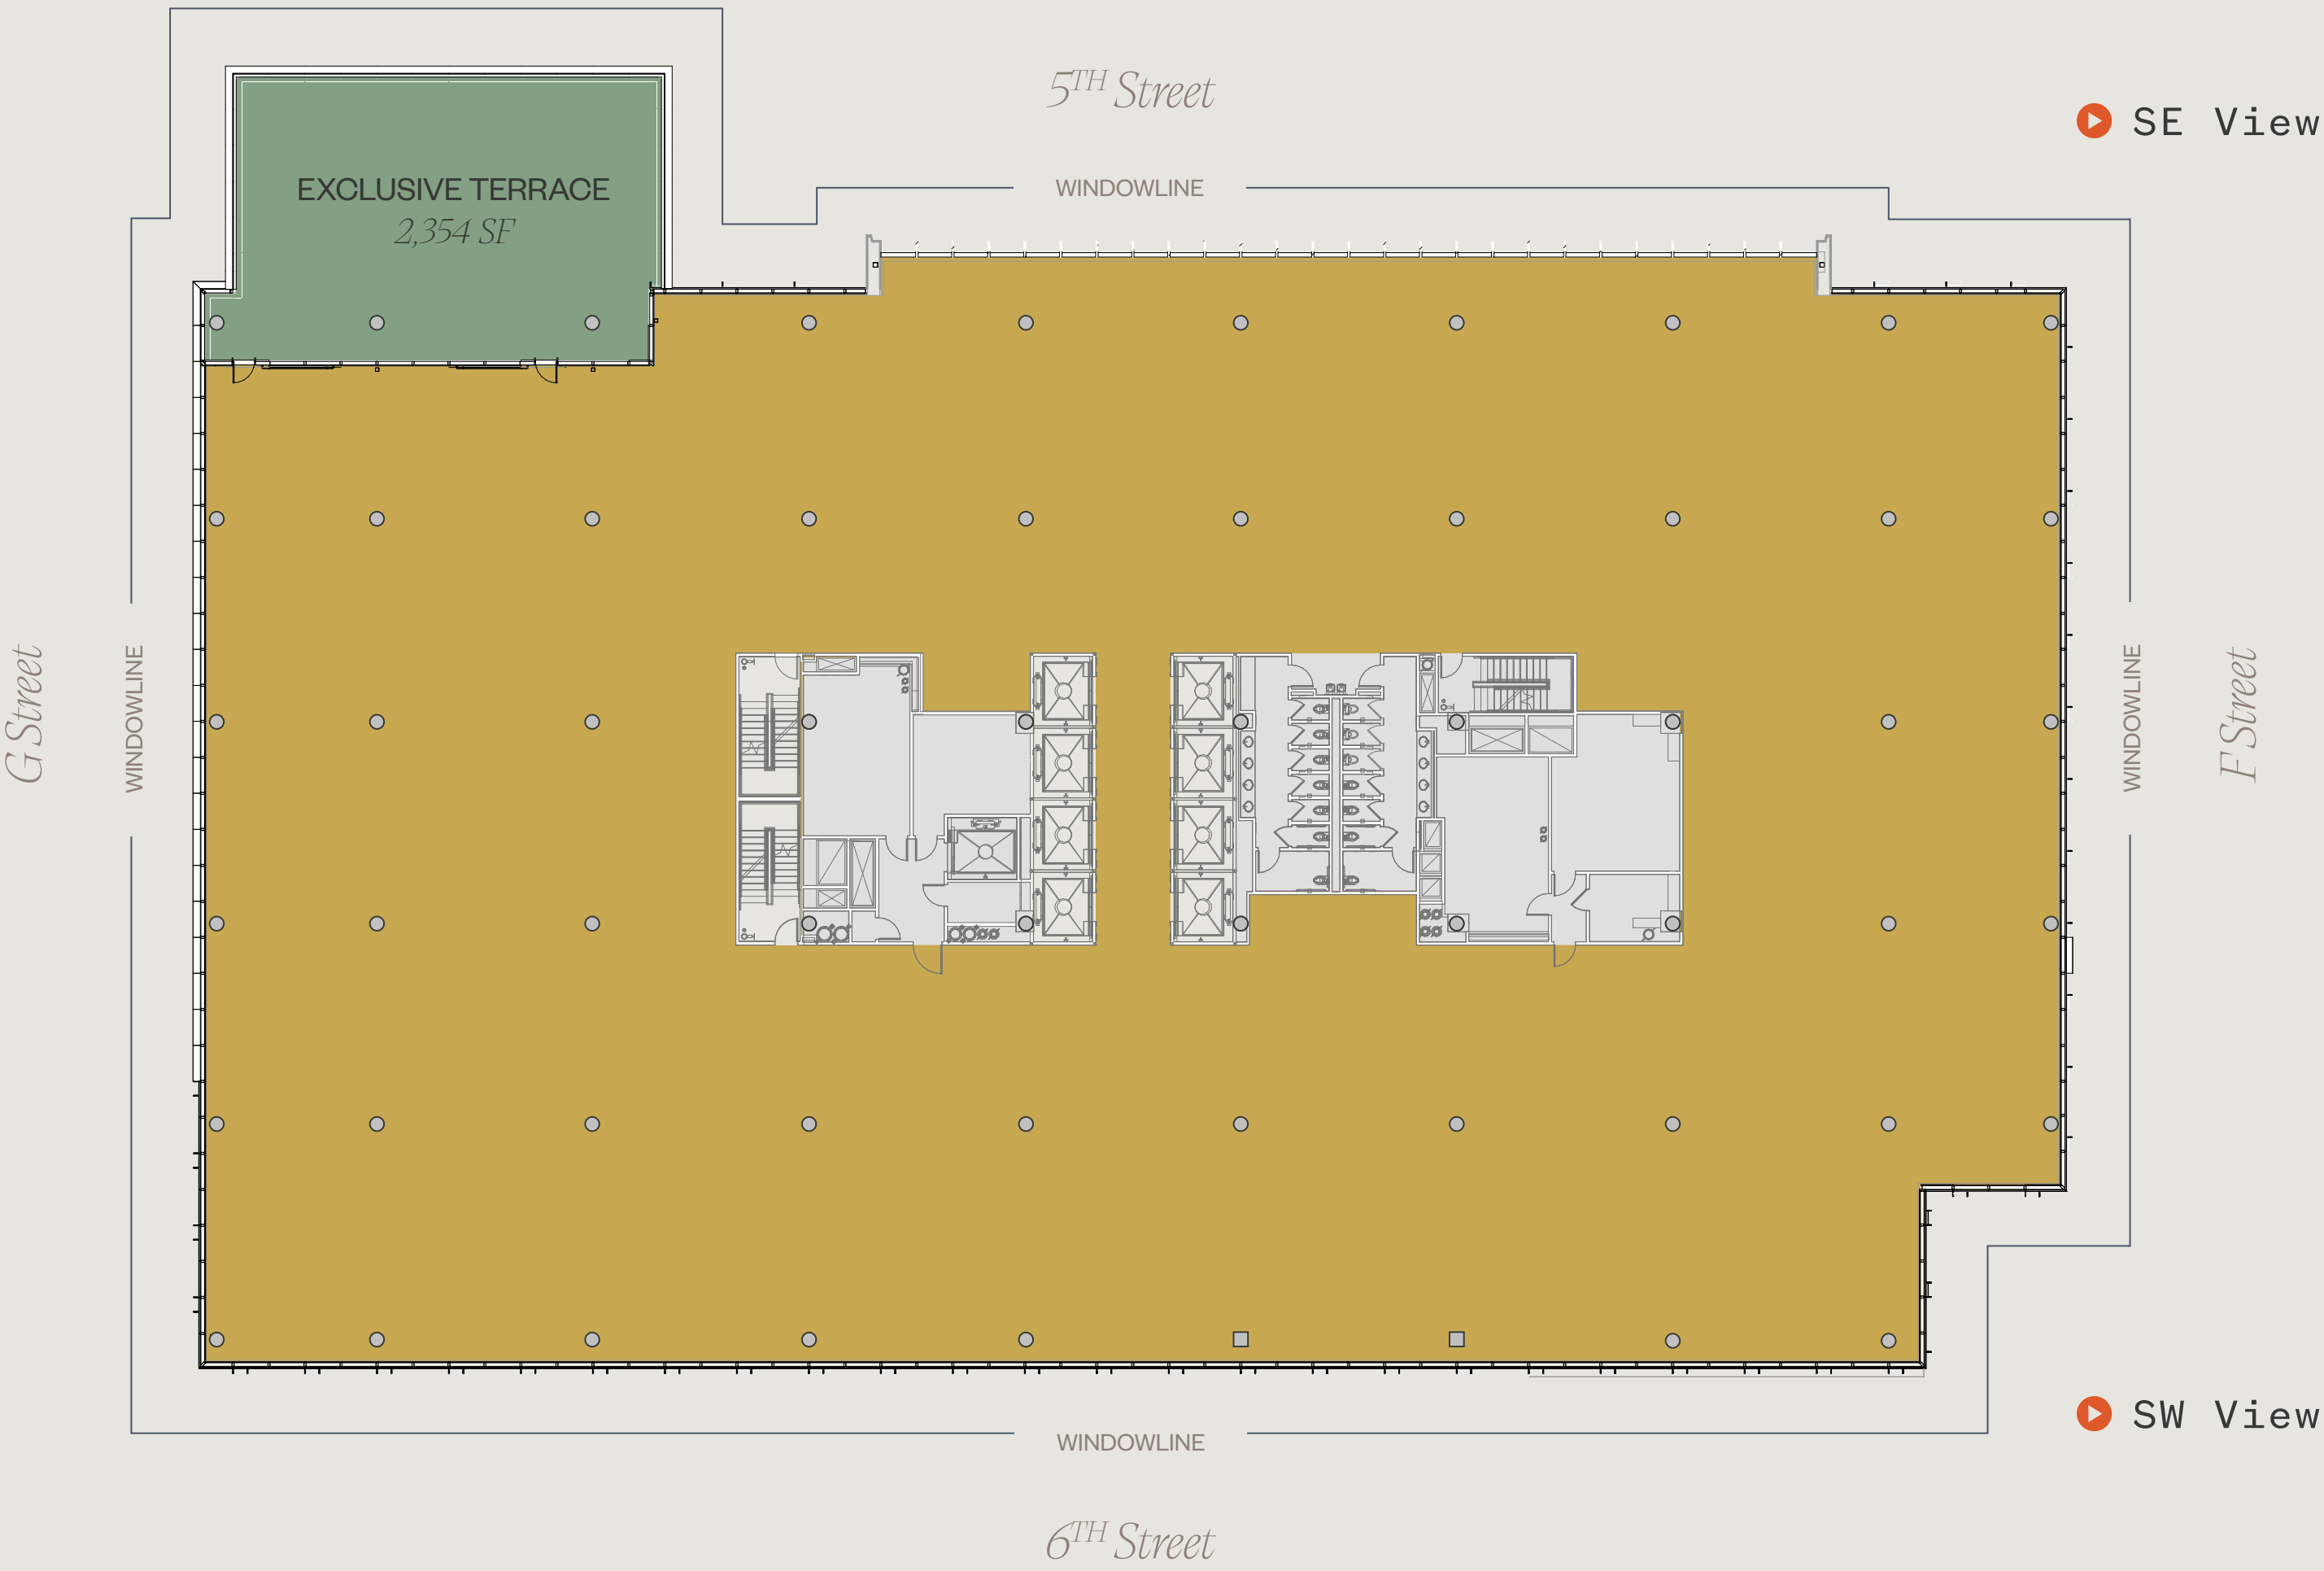 5TH Street
SE View
EXCLUSIVE TERRACE
2,354 SF
WINDOWLINE
G Street
WINDOWLINE
WINDOWLINE
F Street
SW View
WINDOWLINE
6TH Street